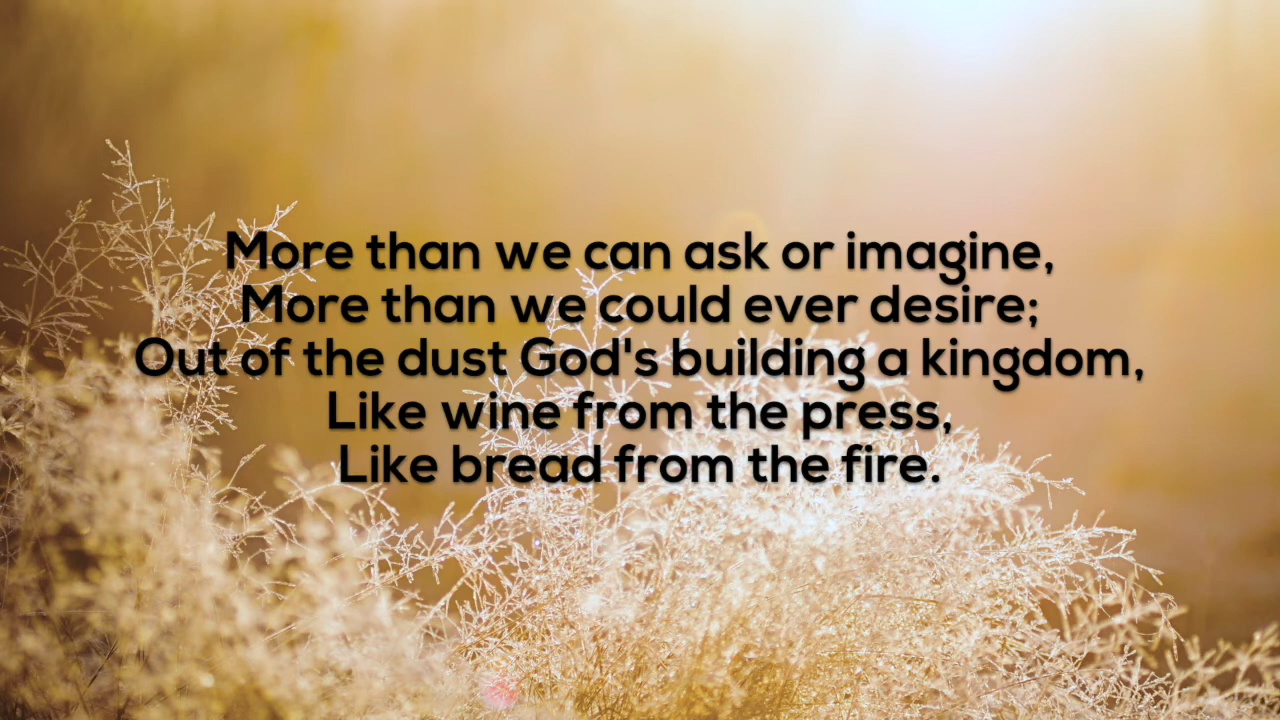 More than we can ask or imagine,
More than we could ever desire;
Out of the dust God's building a kingdom,
Like wine from the press,
Like bread from the fire.